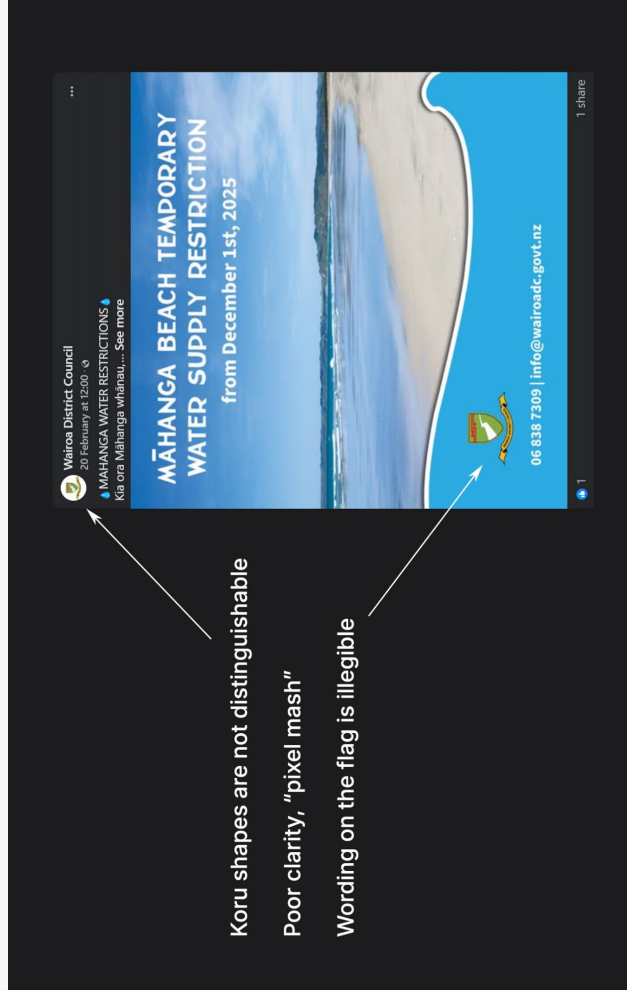 Koru shapes are not distinguishable
Poor clarity, “pixel mash”
Wording on the flag is illegible
Wairoa District Council
20 February at 12:00 ·
💧MAHANGA WATER RESTRICTIONS💧
Kia ora Māhanga whānau,... See more
MĀHANGA BEACH TEMPORARY
WATER SUPPLY RESTRICTION
from December 1st, 2025
06 838 7309 | info@wairoadc.govt.nz
1
1 share